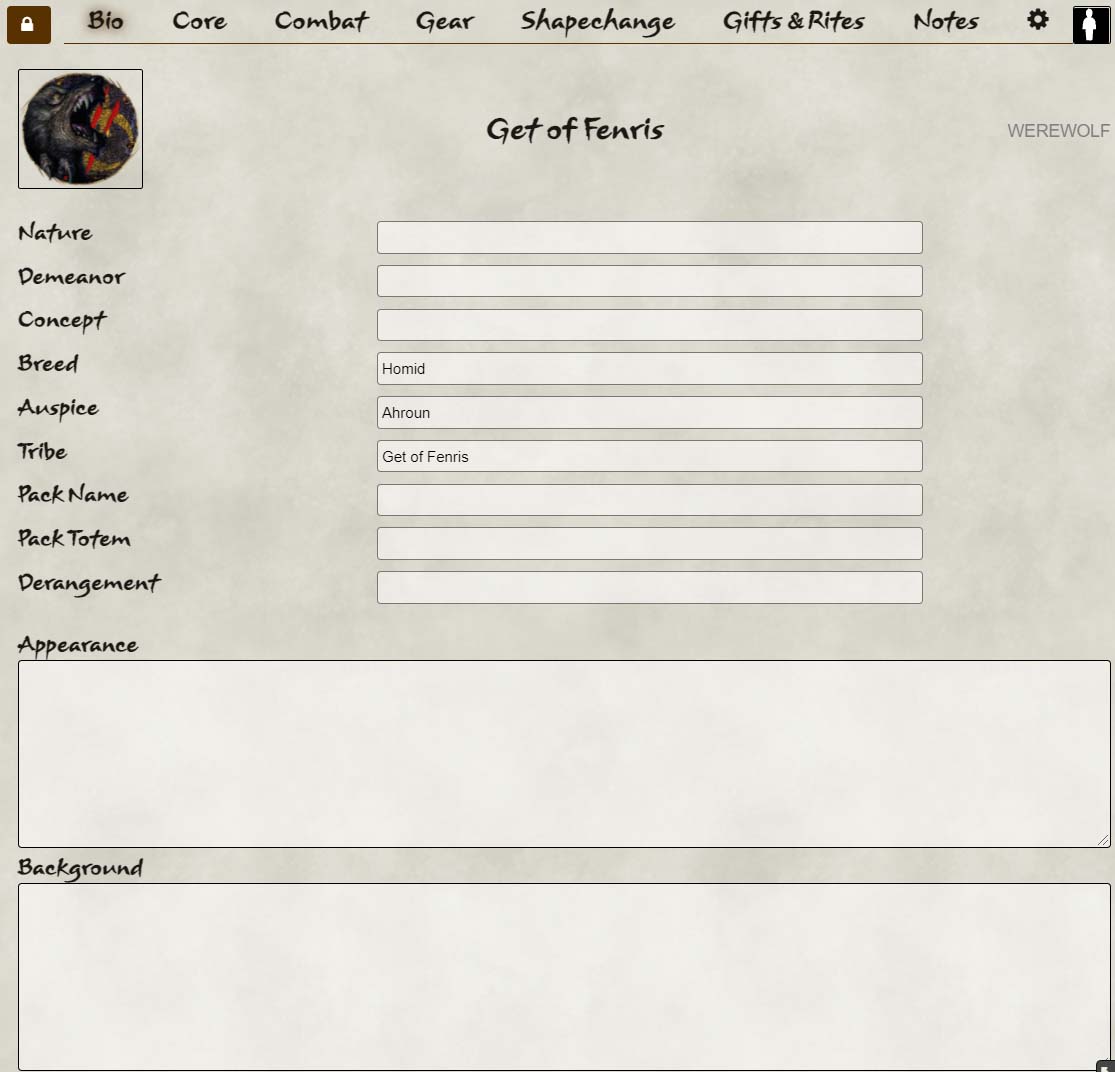 Bio Core Combat Gear Shapechange Gifts & Rites Notes
Get of Fenris
WEREWOLF
Nature
Demeanor
Concept
Breed Homid
Auspice Ahroun
Tribe Get of Fenris
Pack Name
Pack Totem
Derangement
Appearance
Background